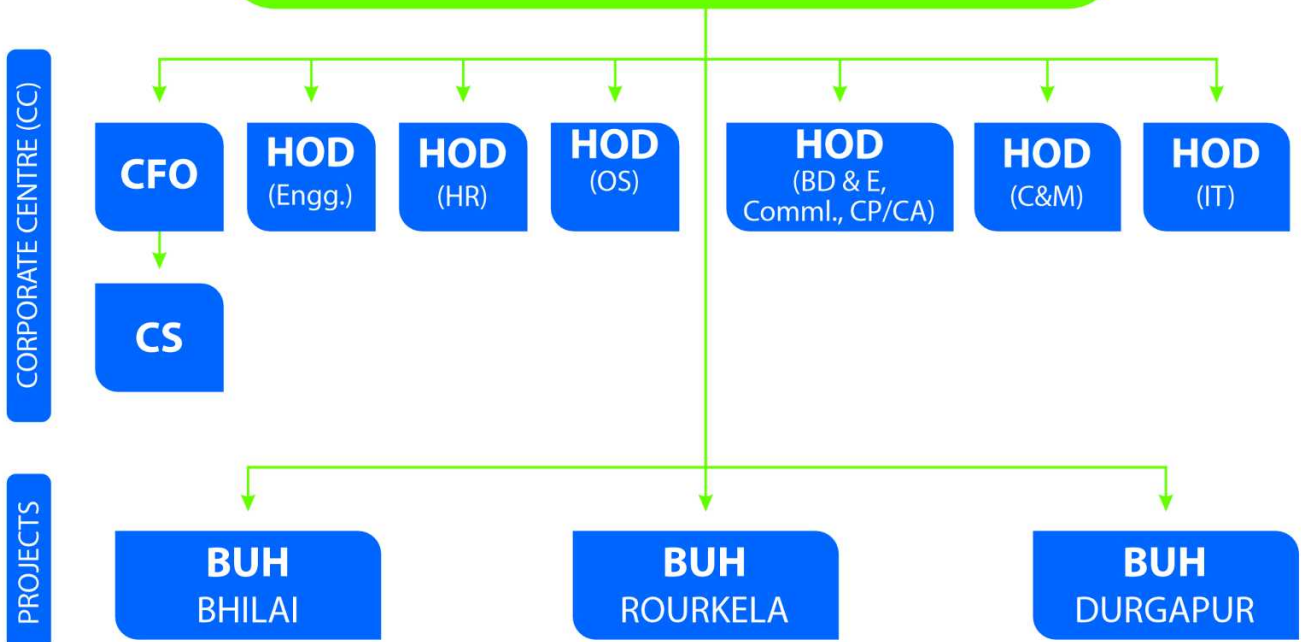 CORPORATE CENTRE (CC)
CFO
HOD
(Engg.)
HOD
(HR)
HOD
(OS)
HOD
(BD & E,
Comml., CP/CA)
HOD
(C&M)
HOD
(IT)
CS
PROJECTS
BUH
BHILAI
BUH
ROURKELA
BUH
DURGAPUR